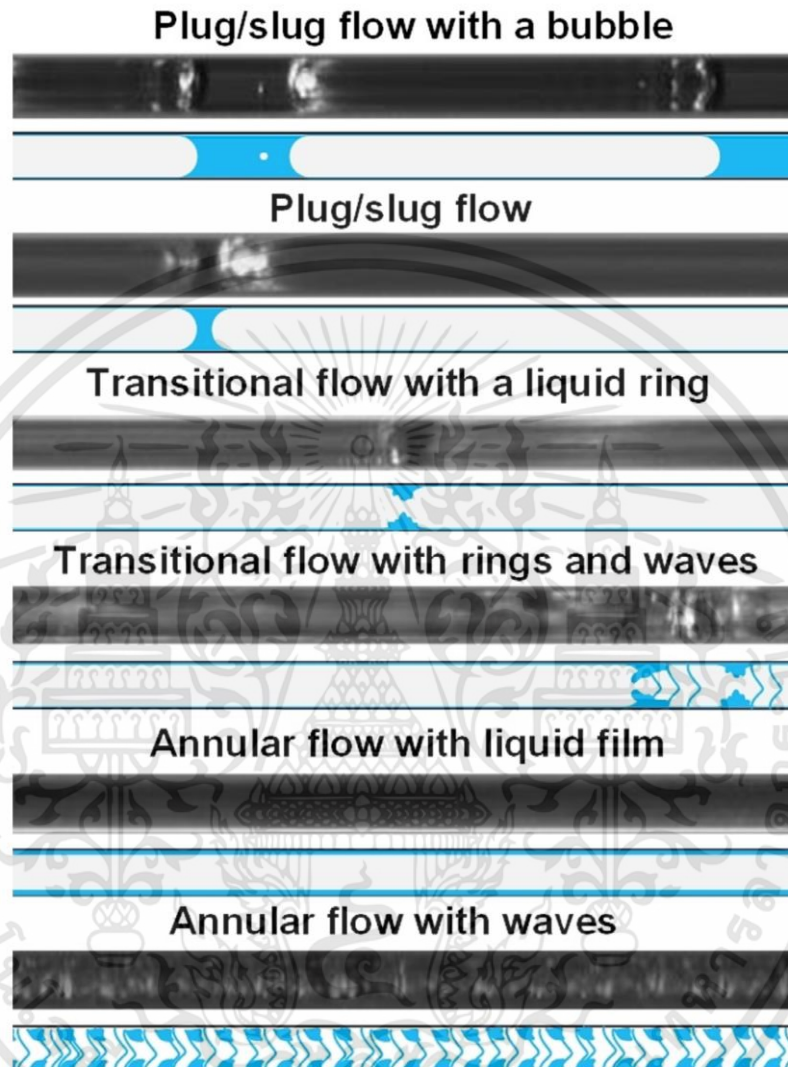 Plug/slug flow with a bubble
Plug/slug flow
Transitional flow with a liquid ring
Transitional flow with rings and waves
Annular flow with liquid film
Annular flow with waves